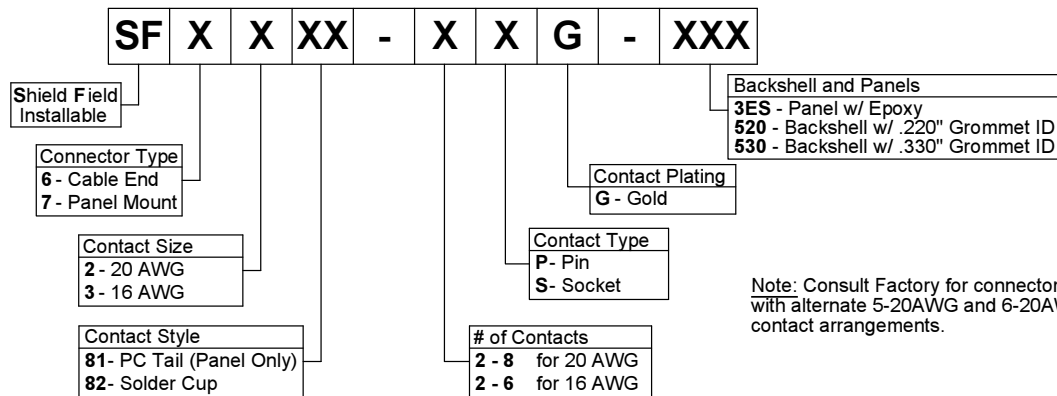 SF X X XX - X X G - XXX
Shield Field
Installable
Connector Type
6 - Cable End
7 - Panel Mount
Contact Size
2 - 20 AWG
3 - 16 AWG
Contact Style
81- PC Tail (Panel Only)
82- Solder Cup
# of Contacts
2 - 8 for 20 AWG
2 - 6 for 16 AWG
Contact Type
P- Pin
S- Socket
Contact Plating
G - Gold
Backshell and Panels
3ES - Panel w/ Epoxy
520 - Backshell w/ .220" Grommet ID
530 - Backshell w/ .330" Grommet ID
Note: Consult Factory for connector
with alternate 5-20AWG and
contact arrangements.